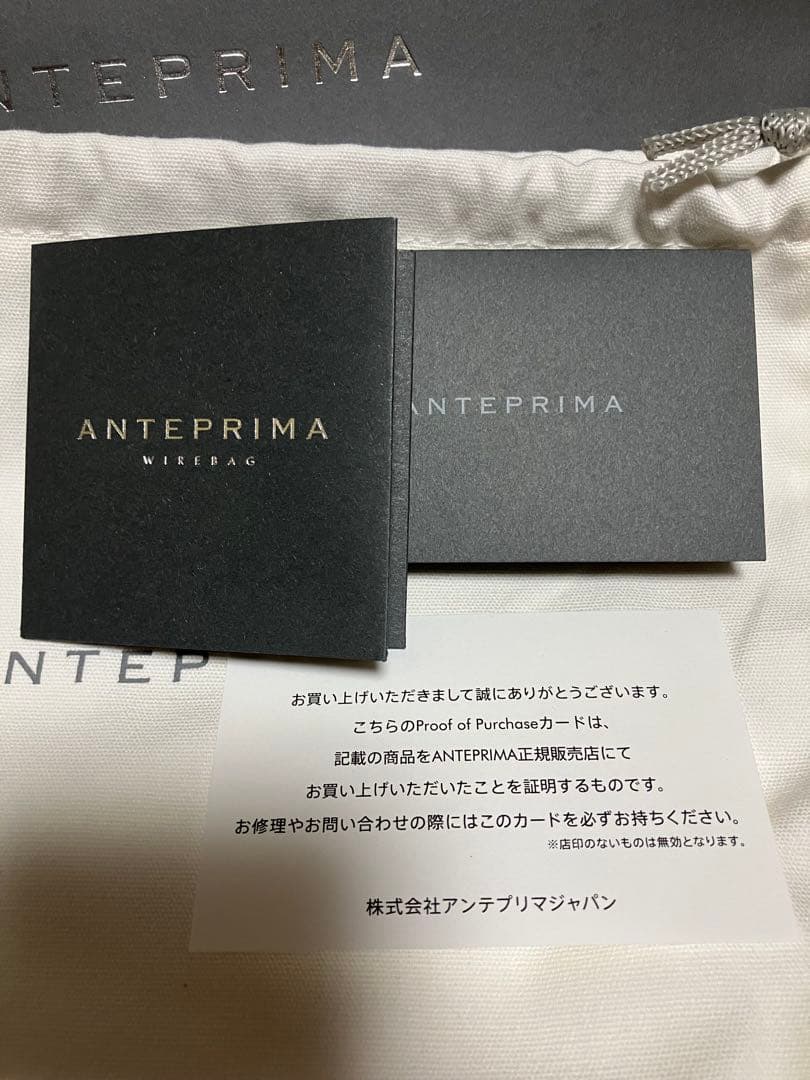 ANTEPRIMA
ANTEPRIMA
WIREBAG
ANTEPRIMA
ANTEP
お買い上げいただきまして誠にありがとうございます。
こちらのProof of Purchaseカードは、
記載の商品をANTEPRIMA正規販売店にて
お買い上げいただいたことを証明するものです。
お修理やお問い合わせの際にはこのカードを必ずお持ちください。
※店印のないものは無効となります。
株式会社アンテプリマジャパン